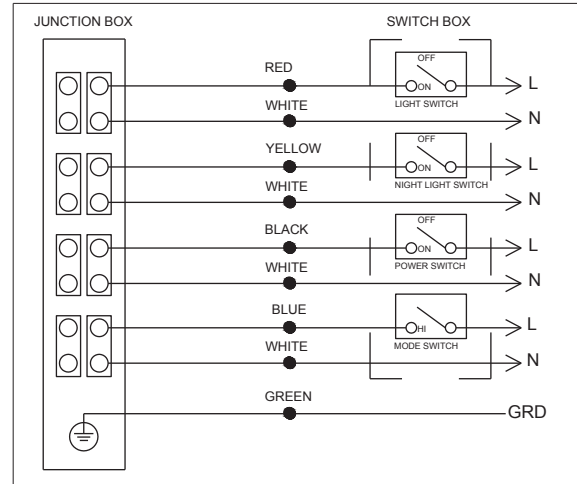 JUNCTION BOX
SWITCH BOX
OFF
RED
ON
L
LIGHT SWITCH
WHITE
N
OFF
YELLOW
ON
L
NIGHT LIGHT SWITCH
WHITE
N
OFF
BLACK
ON
L
POWER SWITCH
WHITE
N
BLUE
HI
L
MODE SWITCH
WHITE
N
GREEN
GRD